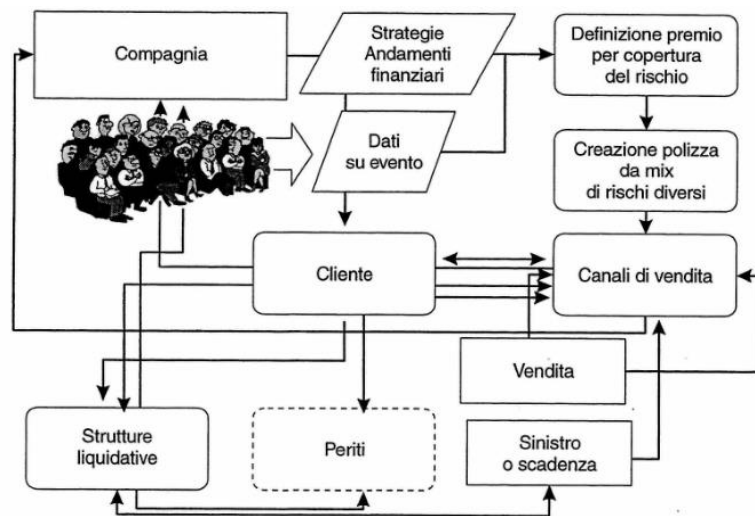 Compagnia
Strategie
Andamenti
finanziari
Definizione premio
per copertura
del rischio
Dati
su evento
Creazione polizza
da mix
di rischi diversi
Cliente
Canali di vendita
Vendita
Strutture
liquidative
Periti
Sinistro
o scadenza